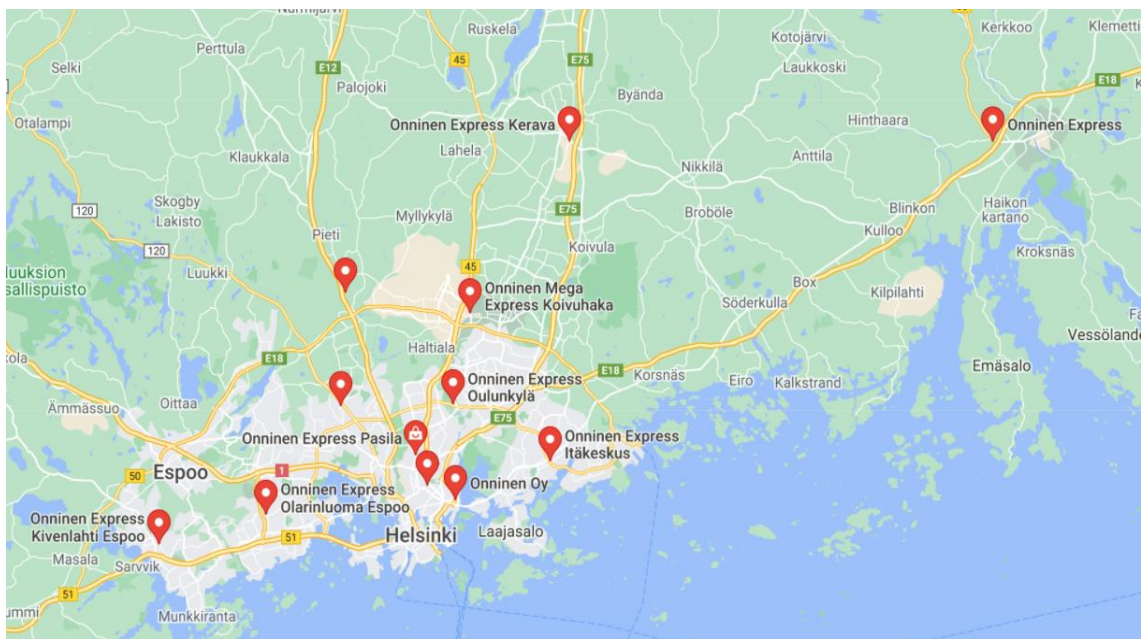 Nurmijärvi
Ruskela
55
Kerkkoo
Klemetti
Perttula
45
E75
Kotojärvi
Selki
E12
Palojoki
Laukkoski
E18
Byända
Otalampi
Onninen Express Kerava
Hinthaara
Onninen Express
Klaukkala
Lahela
Nikkilä
Anttila
120
Skogby
Lakisto
Myllykylä
E75
Broböle
Blinkon
Haikon
kartano
Pieti
Koivula
Kulloo
Kroksnäs
120
Luukki
45
uuksion
sallispuisto
Onninen Mega
Express Koivuhaka
Box
Kilpilahti
Söderkulla
Vessölande
Haltiala
E18
E18
Korsnäs
Eiro
Kalkstrand
Emäsalo
Onninen Express
Oulunkylä
Oittaa
Ämmässuo
E75
Onninen Express Pasila
Onninen Express
Itäkeskus
50
Espoo
1
Onninen Oy
Onninen Express
Olarinluoma Espoo
Onninen Express
Kivenlahti Espoo
51
Helsinki
Laajasalo
Masala
Sarvvik
51
ummi
Munkkiranta